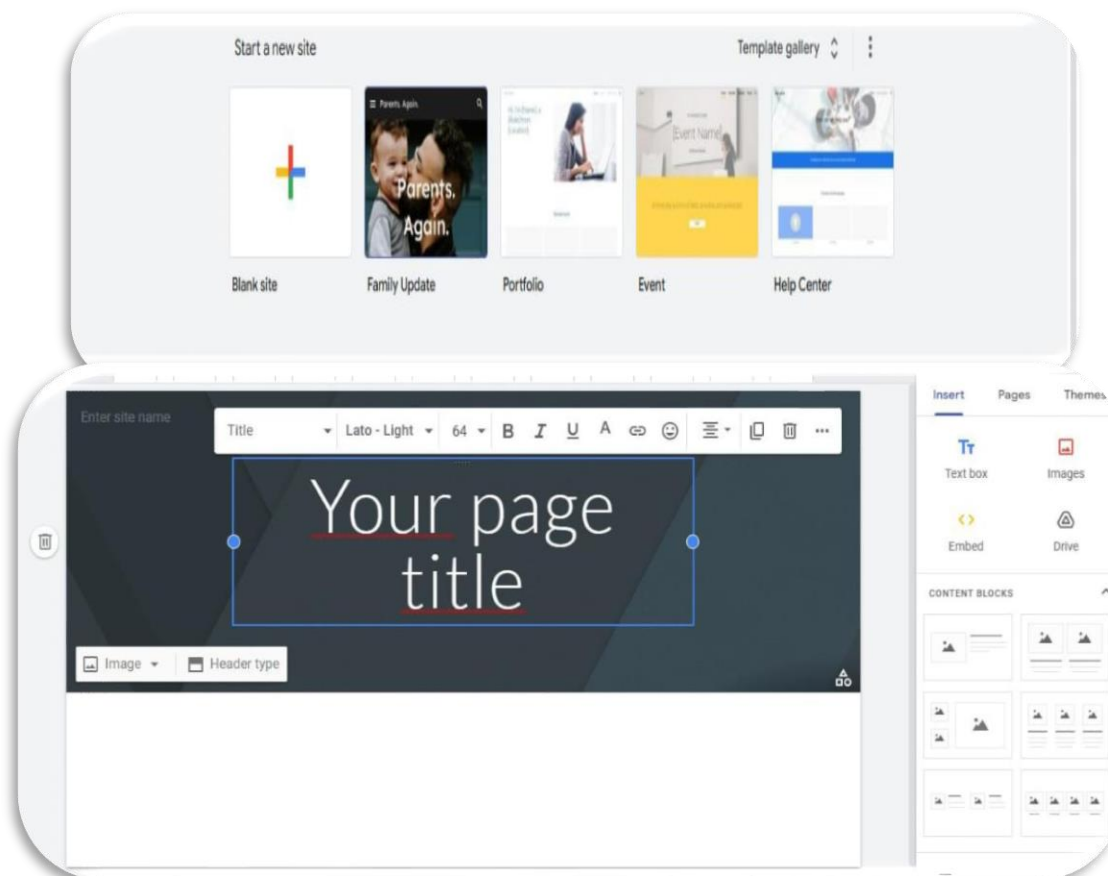 Start a new site
Template gallery
Parents, Again.
Parents,
Again.
[Event Name]
Blank site
Family Update
Portfolio
Event
Help Center
Enter site name
Title
Lato - Light
64
B I U A
Your page
title
Image
Header type
Insert
Pages
Themes
Tt
Text box
Images
Embed
Drive
CONTENT BLOCKS